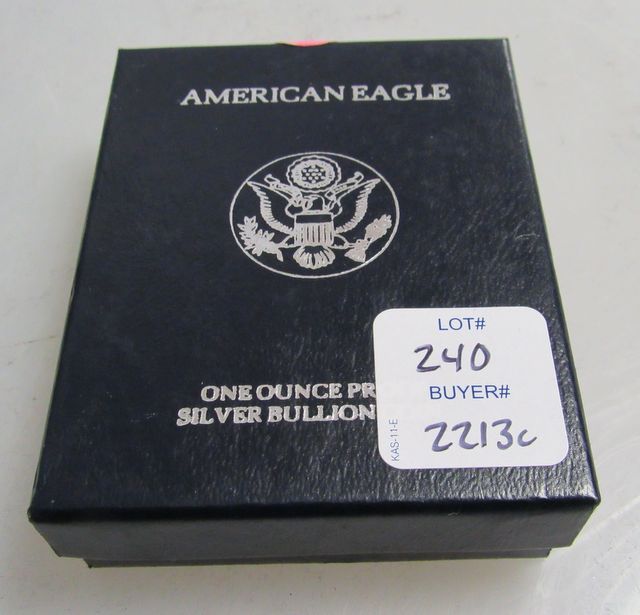 AMERICAN EAGLE
ONE OUNCE PR
SILVER BULLION
LOT#
240
BUYER#
2213c
KAS-11-E